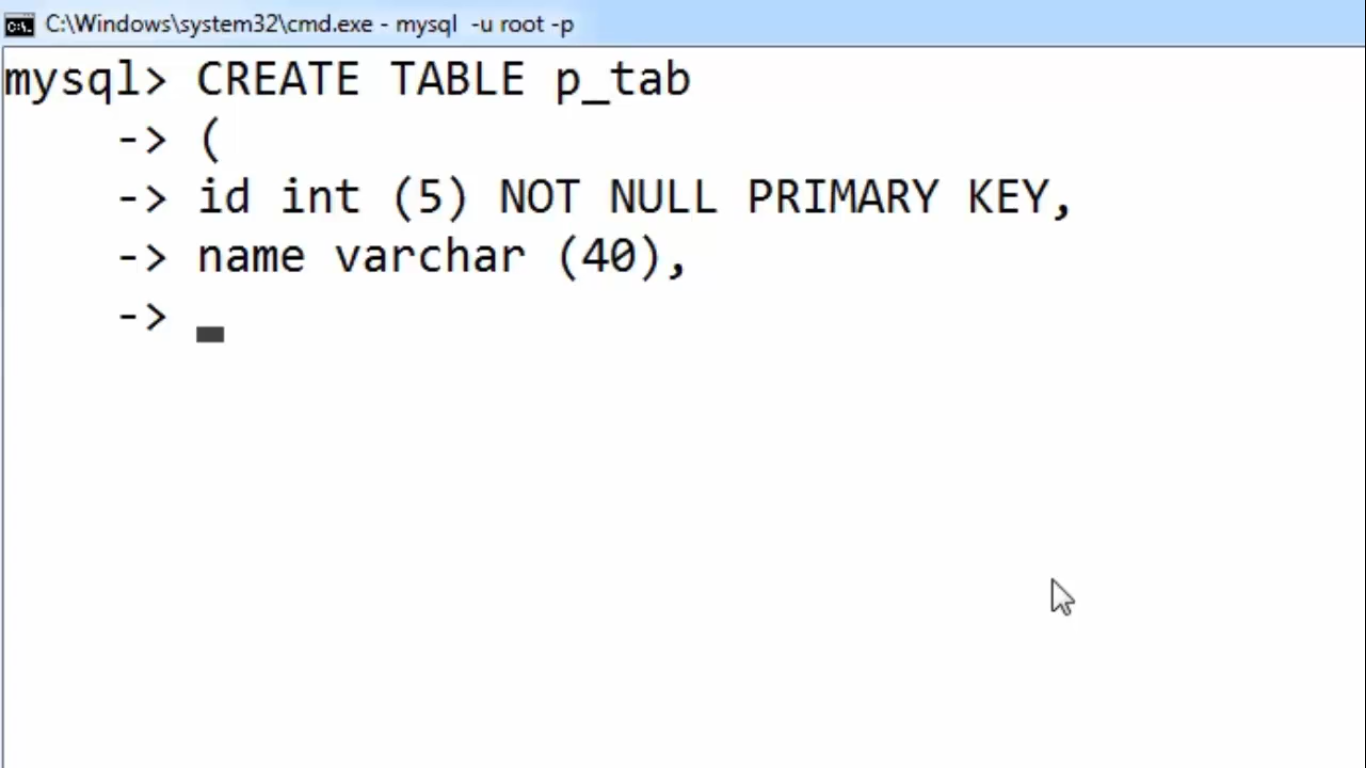 C:\Windows\system32\cmd.exe - mysql  -u root -p
mysql> CREATE TABLE p_tab
    -> (
    -> id int (5) NOT NULL PRIMARY KEY,
    -> name varchar (40),
    ->